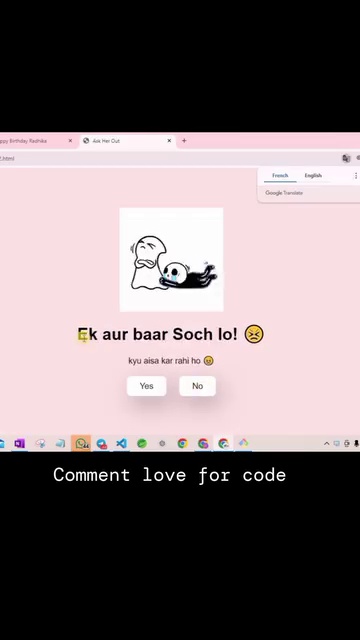 ppy Birthday Radhika
Ask Her Out
2.html
French English
Google Translate
Ek aur baar Soch lo! 😣
kyu aisa kar rahi ho 😣
Yes No
Comment love for code